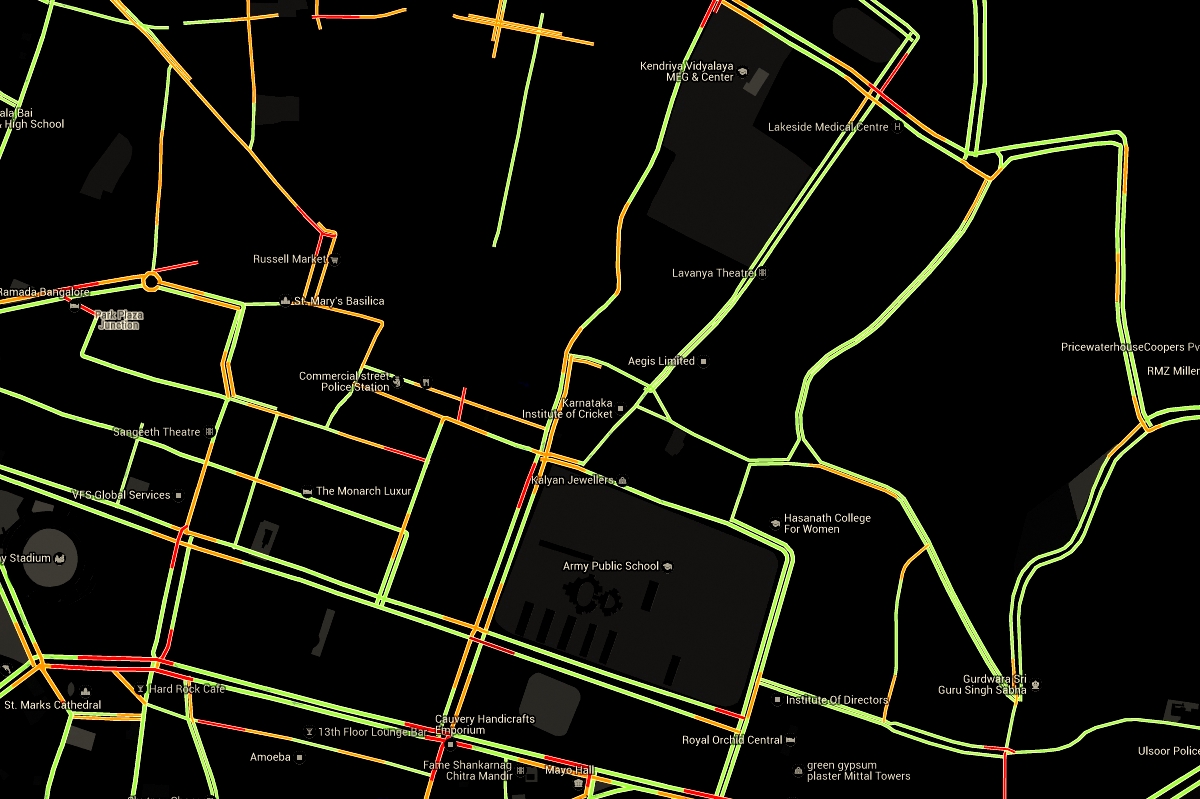 Kendriya Vidyalaya
MEG & Center
ala Bai
& High School
Lakeside Medical Centre
Russell Market
Lavanya Theatre
Ramada Bangalore
St. Mary's Basilica
Park Plaza
Junction
PricewaterhouseCoopers Pv
Aegis Limited
RMZ Miller
Commercial street
Police Station
Karnataka
Institute of Cricket
Sangeeth Theatre
Kalyan Jewellers
VFS Global Services
The Monarch Luxur
Hasanath College
For Women
y Stadium
Army Public School
Gurdwara Sri
Guru Singh Sabha
Hard Rock Cafe
St. Marks Cathedral
Institute Of Directors
Cauvery Handicrafts
Emporium
13th Floor Lounge Bar
Royal Orchid Central
Ulsoor Police
Amoeba
Fame Shankarnag
Chitra Mandir
Mayo Hall
green gypsum
plaster Mittal Towers